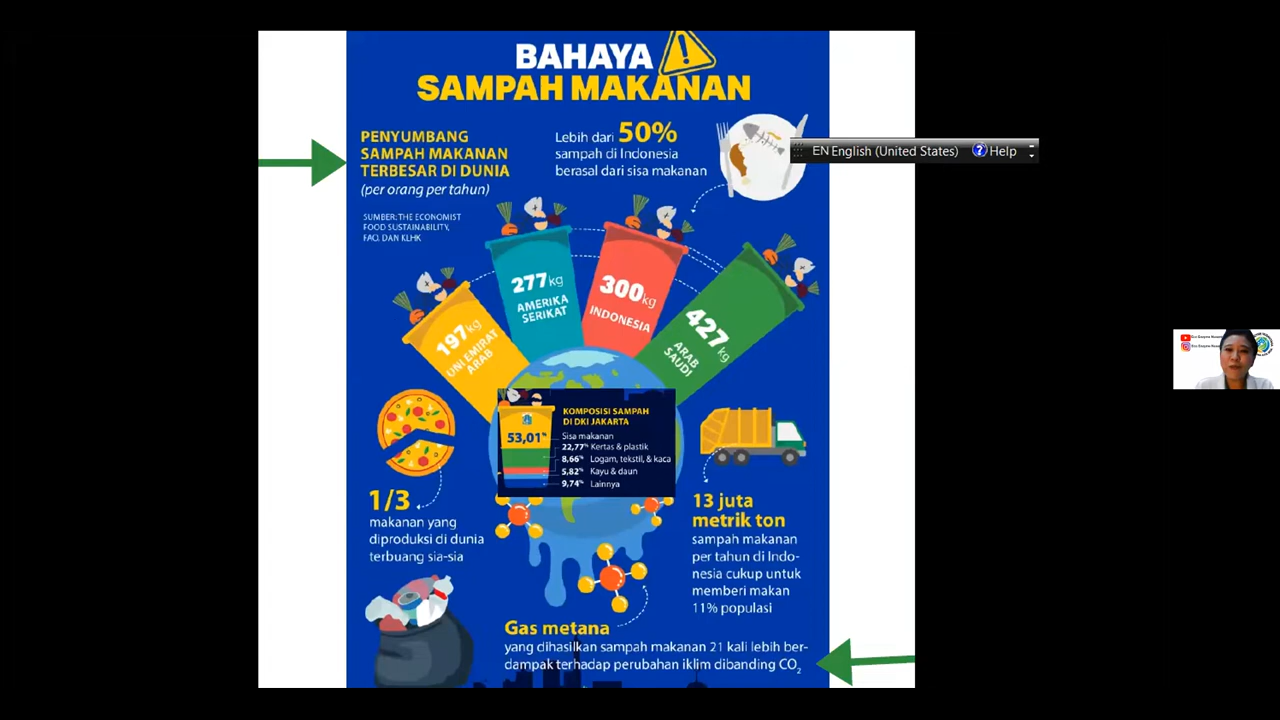 BAHAYA
SAMPAH MAKANAN
PENYUMBANG
SAMPAH MAKANAN
TERBESAR DI DUNIA
(per orang per tahun)
SUMBER: THE ECONOMIST
FOOD SUSTAINABILITY,
FAO, DAN KLHK
Lebih dari 50%
sampah di Indonesia
berasal dari sisa makanan
EN English (United States) Help
197kg
UNI EMIRAT
ARAB
277kg
AMERIKA
SERIKAT
300kg
INDONESIA
427kg
ARAB
SAUDI
KOMPOSISI SAMPAH
DI DKI JAKARTA
53,01% Sisa makanan
22,77% Kertas & plastik
8,66% Logam, tekstil, & kaca
5,82% Kayu & daun
9,74% Lainnya
1/3
makanan yang
diproduksi di dunia
terbuang sia-sia
13 juta
metrik ton
sampah makanan
per tahun di Indo-
nesia cukup untuk
memberi makan
11% populasi
Gas metana
yang dihasilkan sampah makanan 21 kali lebih ber-
dampak terhadap perubahan iklim dibanding CO2